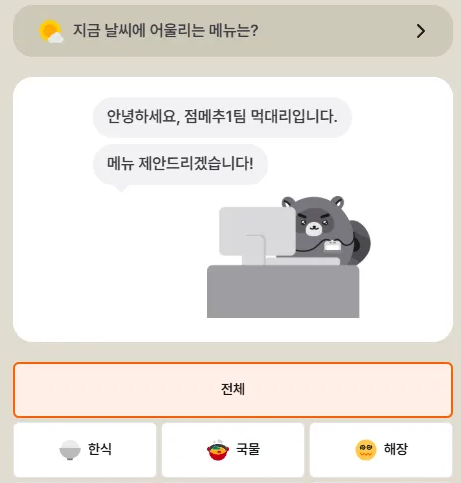 지금 날씨에 어울리는 메뉴는?
안녕하세요, 점메추1팀 먹대리입니다.
메뉴 제안드리겠습니다!
전체
한식
국물
해장